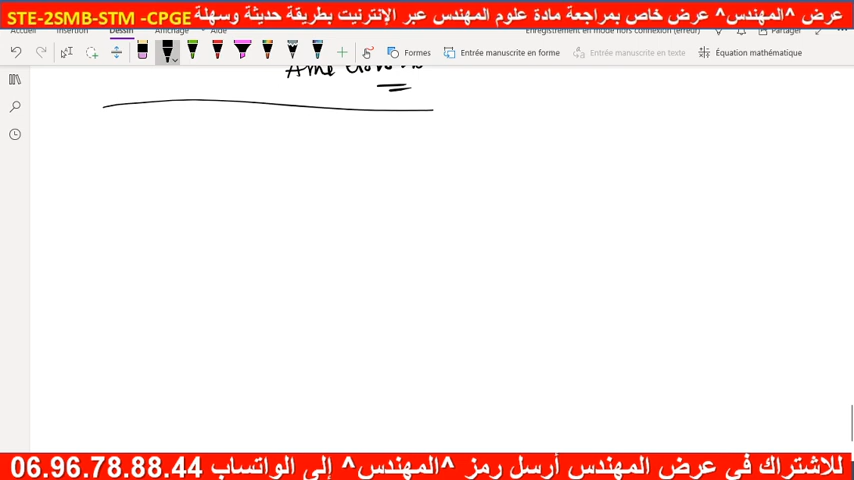 STE-2SMB-STM -CPGE عرض ^المهندس^ عرض خاص بمراجعة مادة علوم المهندس عبر الإنترنيت بطريقة حديثة وسهلة
Accueil Insertion Dessin Affichage Aide Enregistrement en mode hors connexion (erreur) Partager
Formes Entrée manuscrite en forme Entrée manuscrite en texte Équation mathématique
للاشتراك في عرض المهندس أرسل رمز ^المهندس^ إلى الواتساب 06.96.78.88.44